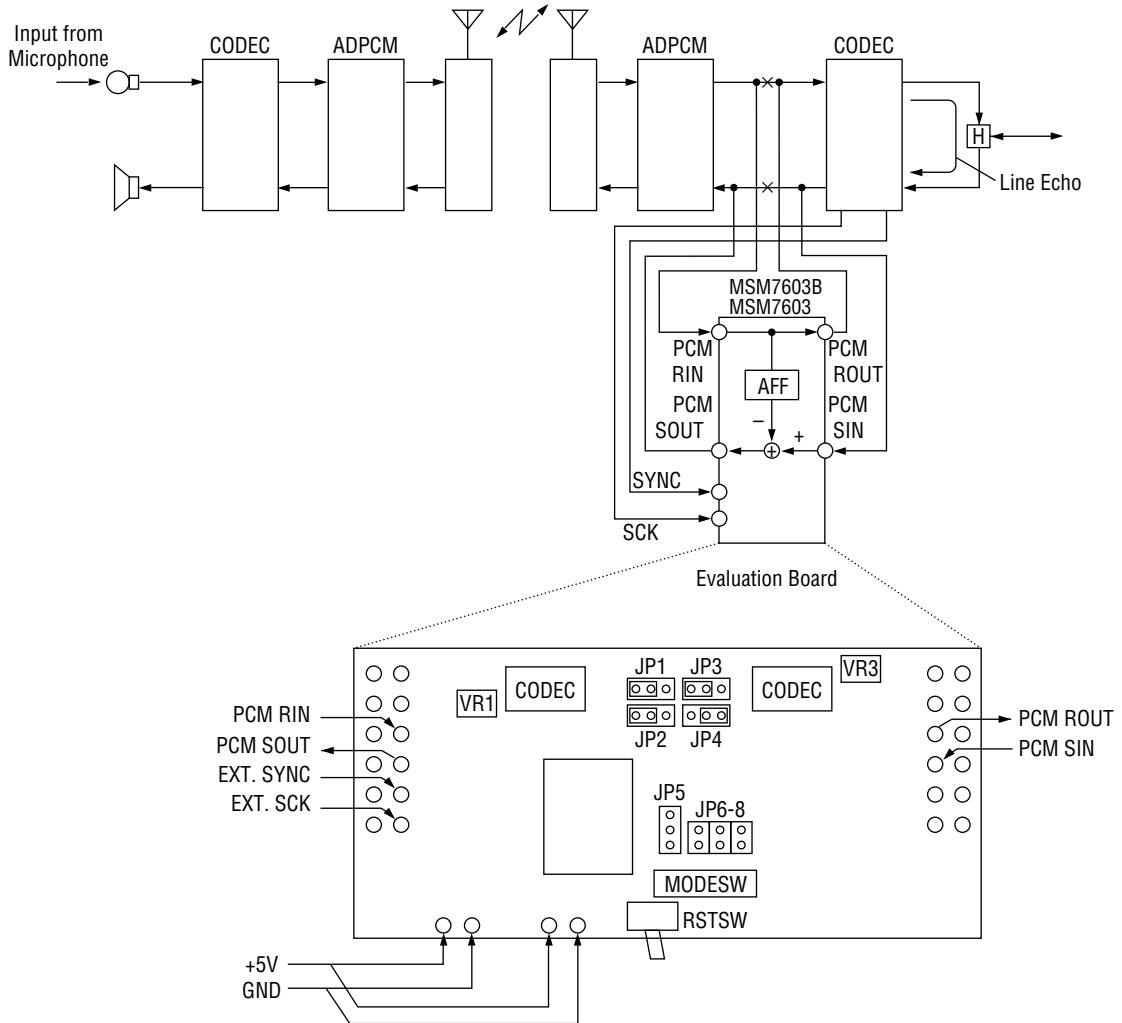 Input from
Microphone
CODEC
ADPCM
ADPCM
CODEC
H
Line Echo
MSM7603B
MSM7603
PCM
RIN
PCM
ROUT
AFF
PCM
SOUT
PCM
SIN
–
+
+
SYNC
SCK
Evaluation Board
JP1
JP3
VR3
VR1
CODEC
CODEC
JP2
JP4
PCM RIN
PCM SOUT
EXT. SYNC
EXT. SCK
PCM ROUT
PCM SIN
JP5
JP6-8
MODESW
RSTSW
+5V
GND